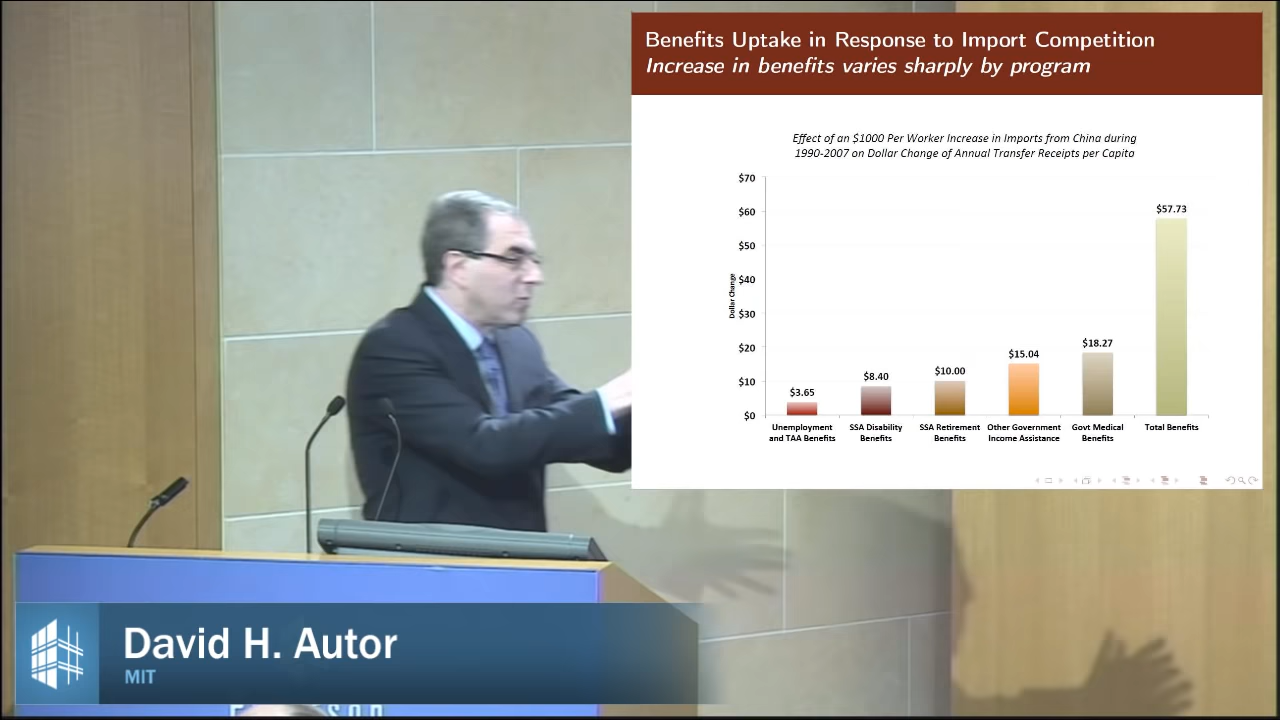 Benefits Uptake in Response to Import Competition
Increase in benefits varies sharply by program
Effect of an $1000 Per Worker Increase in Imports from China during
1990-2007 on Dollar Change of Annual Transfer Receipts per Capita
Dollar Change
$70
$60
$50
$40
$30
$20
$10
$0
$3.65
$8.40
$10.00
$15.04
$18.27
$57.73
Unemployment
and TAA Benefits
SSA Disability
Benefits
SSA Retirement
Benefits
Other Government
Income Assistance
Govt Medical
Benefits
Total Benefits
David H. Autor
MIT